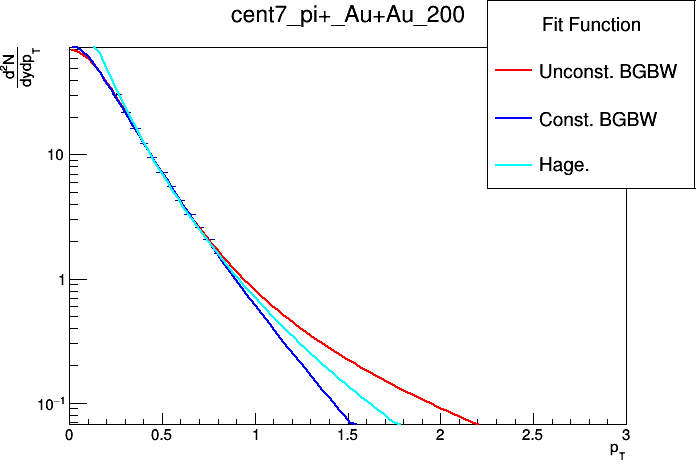 cent7_pi+_Au+Au_200
Fit Function
Unconst. BGBW
Const. BGBW
Hage.
d²N
dydp_T
10
1
10⁻¹
0 0.5 1 1.5 2 2.5 3
p_T